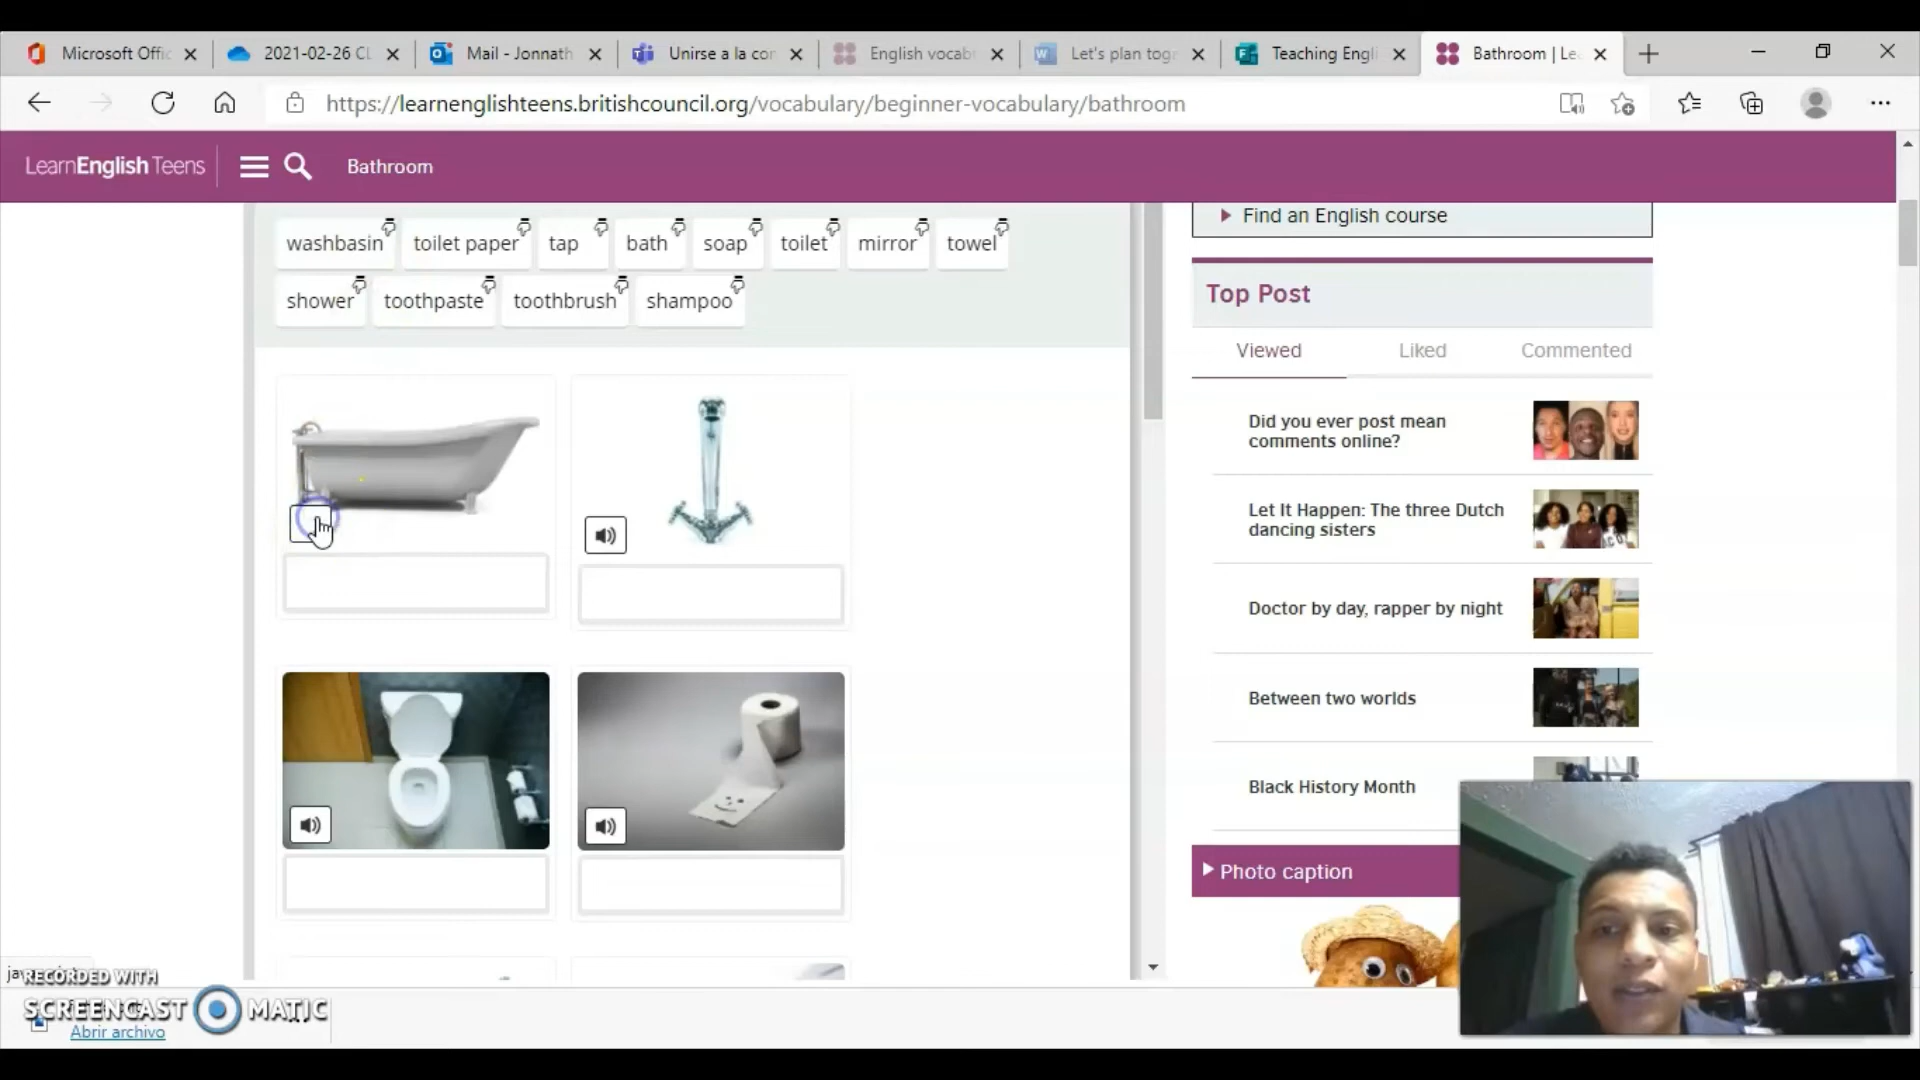 Microsoft Offic
2021-02-26 CL
Mail - Jonnath
Unirse a la con
English vocab
Let's plan tog
Teaching Engli
Bathroom | Le
https://learnenglishteens.britishcouncil.org/vocabulary/beginner-vocabulary/bathroom
LearnEnglish Teens
Bathroom
washbasin toilet paper tap bath soap toilet mirror towel
shower toothpaste toothbrush shampoo
Find an English course
Top Post
Viewed Liked Commented
Did you ever post mean
comments online?
Let It Happen: The three Dutch
dancing sisters
Doctor by day, rapper by night
Between two worlds
Black History Month
Photo caption
RECORDED WITH
SCREENCAST MATIC
Abrir archivo